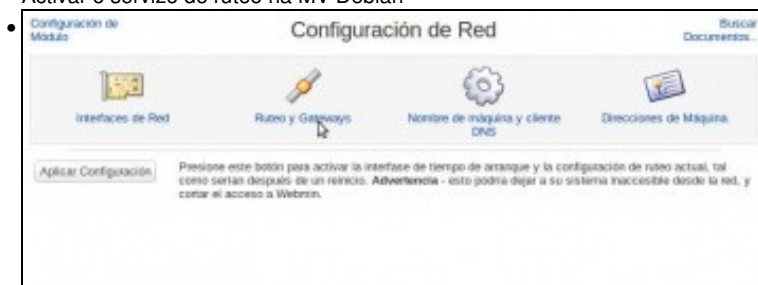 Activar o servizo de ruteo na MV Debian
Configuración de
Módulo
Configuración de Red
Buscar
Documentos..
Interfaces de Red
Ruteo y Gateways
Nombre de máquina y cliente
DNS
Direcciones de Máquina
Aplicar Configuración
Presione este botón para activar la interfase de tiempo de arranque y la configuración de ruteo actual, tal
como serían después de un reinicio. Advertencia - esto podría dejar a su sistema inaccesible desde la red, y
cortar el acceso a Webmin.